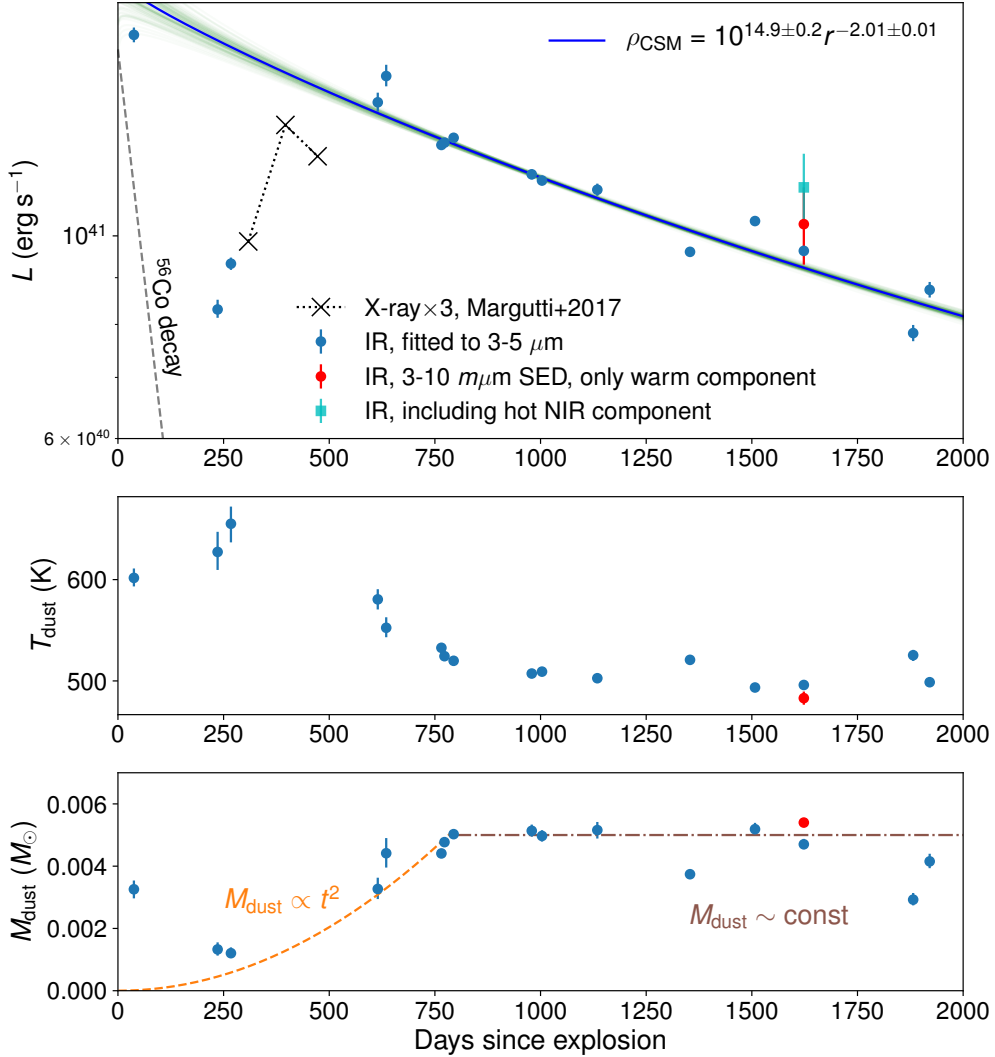 ρCSM = 10^14.9±0.2 r^−2.01±0.01
L (erg s⁻¹)
10⁴¹
6 × 10⁴⁰
⁵⁶Co decay
X-ray×3, Margutti+2017
IR, fitted to 3-5 μm
IR, 3-10 mμm SED, only warm component
IR, including hot NIR component
0 250 500 750 1000 1250 1500 1750 2000
Tdust (K)
600
500
0 250 500 750 1000 1250 1500 1750 2000
Mdust (M⊙)
0.006
0.004
0.002
0.000
Mdust ∝ t²
Mdust ∼ const
0 250 500 750 1000 1250 1500 1750 2000
Days since explosion